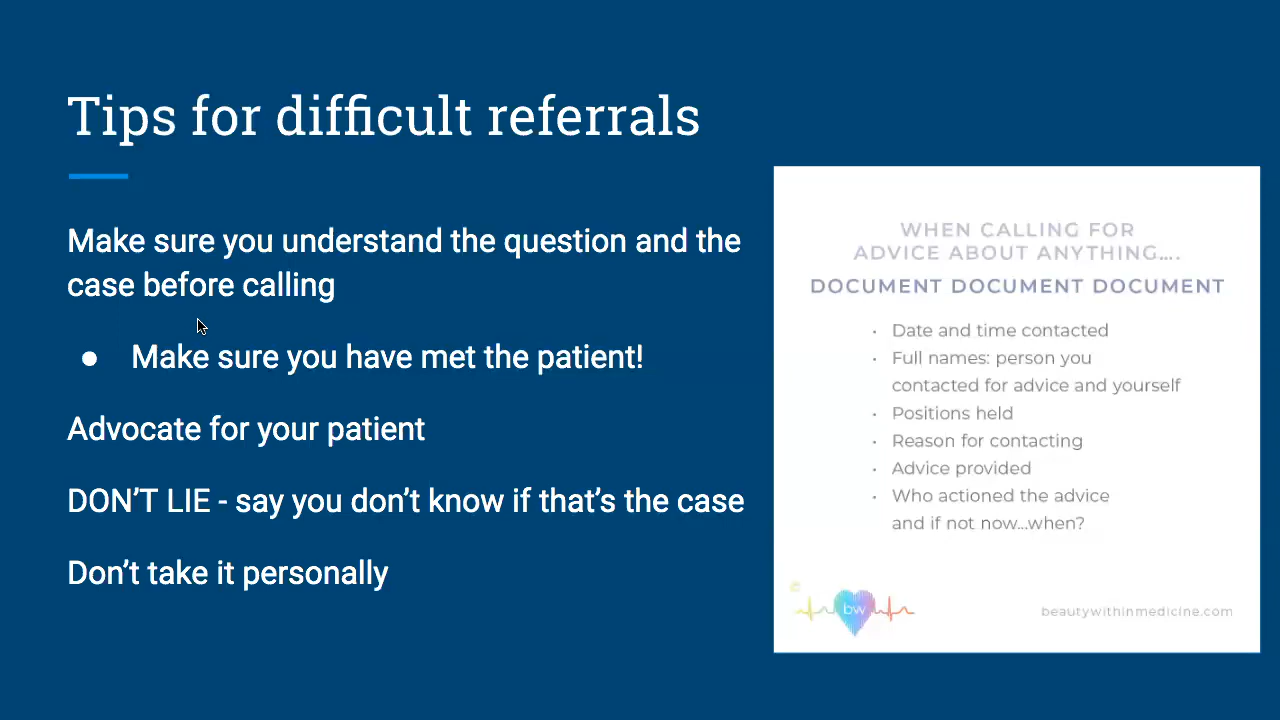 Tips for difficult referrals
Make sure you understand the question and the
case before calling
● Make sure you have met the patient!
Advocate for your patient
DON'T LIE - say you don't know if that's the case
Don't take it personally
WHEN CALLING FOR
ADVICE ABOUT ANYTHING....
DOCUMENT DOCUMENT DOCUMENT
• Date and time contacted
• Full names: person you
contacted for advice and yourself
• Positions held
• Reason for contacting
• Advice provided
• Who actioned the advice
and if not now...when?
bw
beautywithinmedicine.com